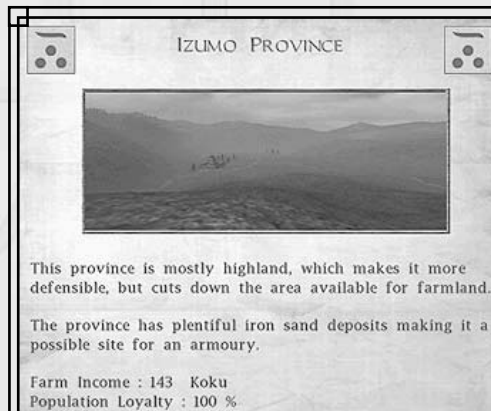 IZUMO PROVINCE
This province is mostly highland, which makes it more
defensible, but cuts down the area available for farmland.
The province has plentiful iron sand deposits making it a
possible site for an armoury.
Farm Income : 143 Koku
Population Loyalty : 100 %